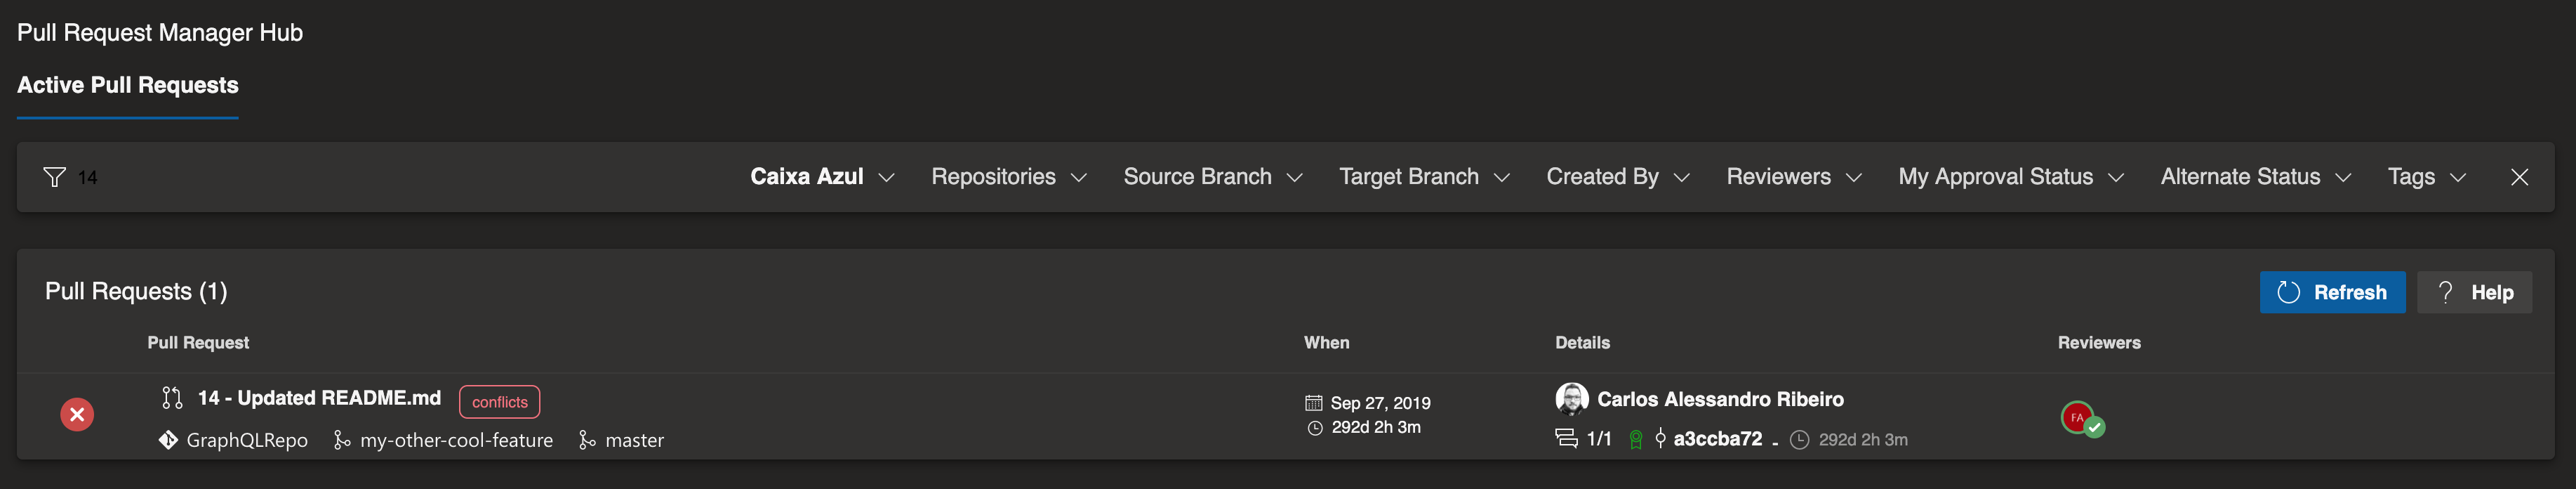 Pull Request Manager Hub
Active Pull Requests
14 Caixa Azul Repositories Source Branch Target Branch Created By Reviewers My Approval Status Alternate Status Tags
Pull Requests (1) Refresh ? Help
Pull Request When Details Reviewers
14 - Updated README.md conflicts Sep 27, 2019 Carlos Alessandro Ribeiro FA
GraphQLRepo my-other-cool-feature master 292d 2h 3m 1/1 a3ccba72 - 292d 2h 3m